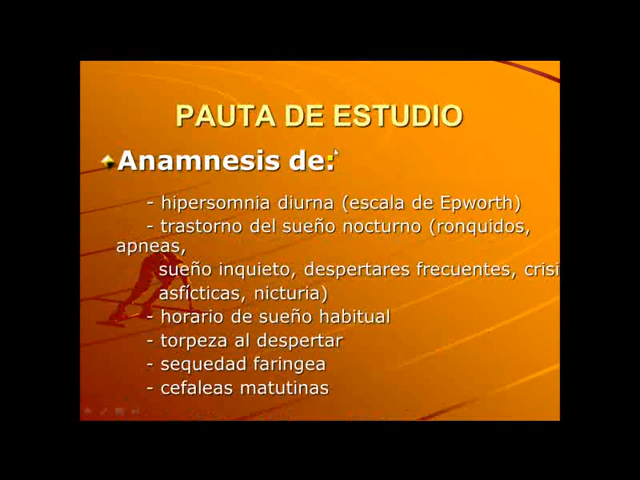 PAUTA DE ESTUDIO
Anamnesis de:
- hipersomnia diurna (escala de Epworth)
- trastorno del sueño nocturno (ronquidos,
apneas,
sueño inquieto, despertares frecuentes, crisi
asfícticas, nicturia)
- horario de sueño habitual
- torpeza al despertar
- sequedad faringea
- cefaleas matutinas